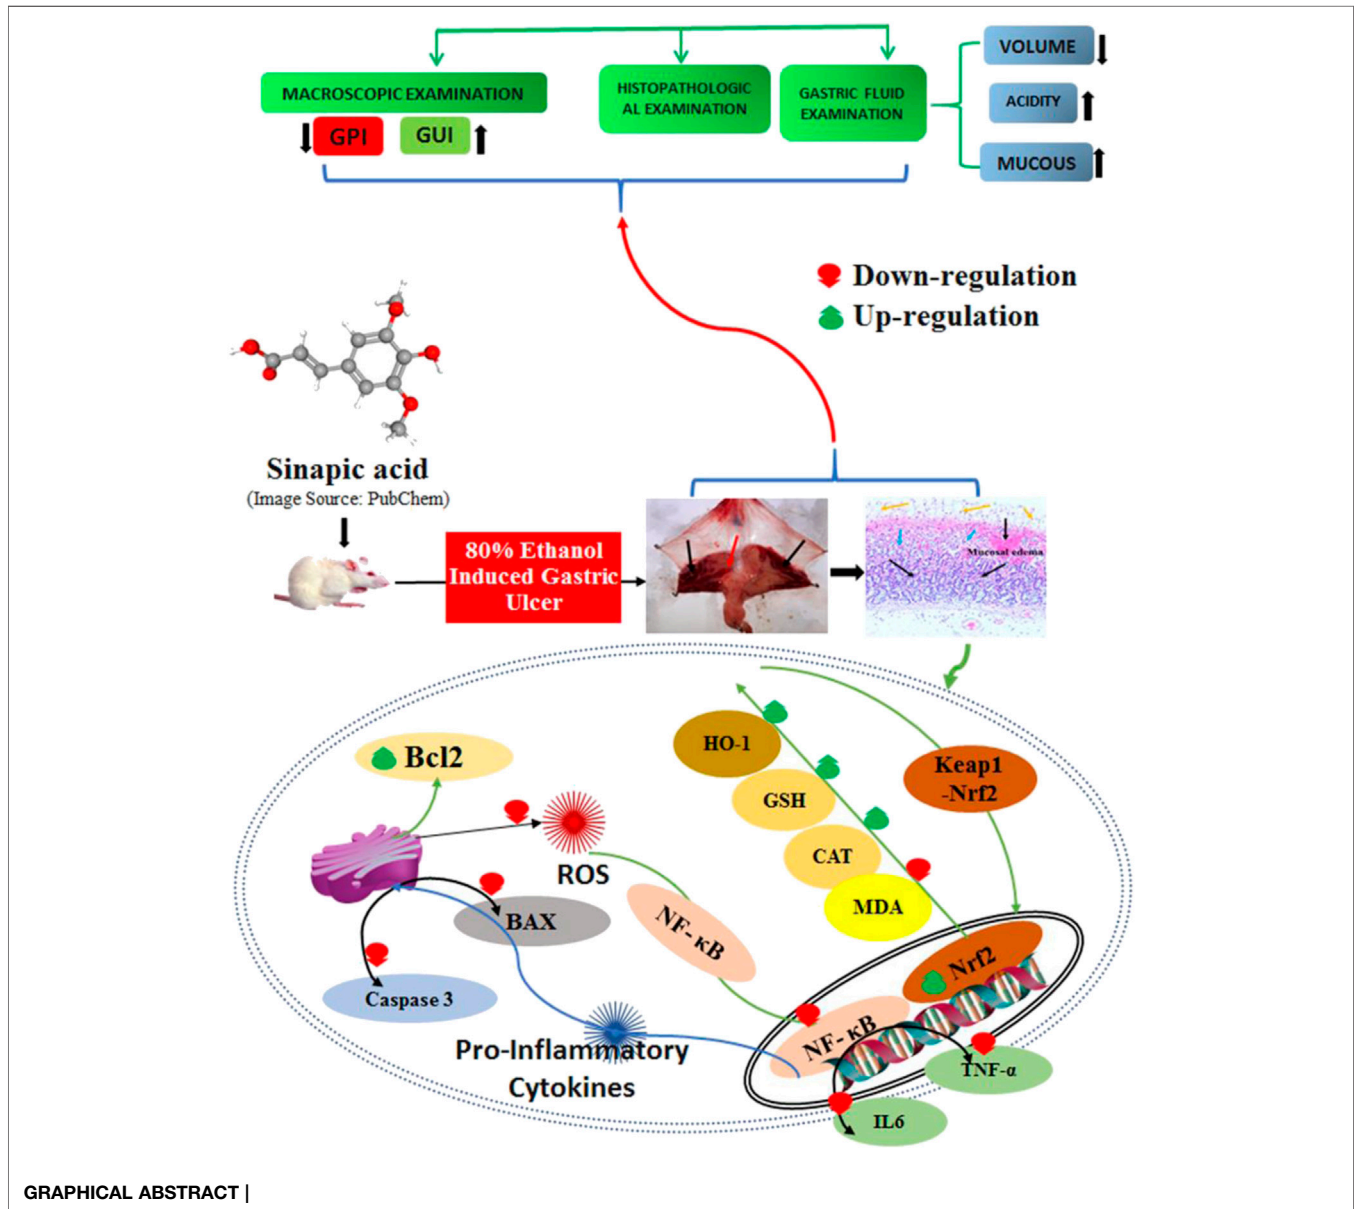 VOLUME
MACROSCOPIC EXAMINATION
HISTOPATHOLOGIC
AL EXAMINATION
GASTRIC FLUID
EXAMINATION
ACIDITY
GPI
GUI
MUCOUS
Down-regulation
Up-regulation
Sinapic acid
(Image Source: PubChem)
80% Ethanol
Induced Gastric
Ulcer
Mucosal edema
Bcl2
HO-1
Keap1
-Nrf2
GSH
ROS
CAT
BAX
NF-κB
MDA
Caspase 3
Nrf2
NF-κB
Pro-Inflammatory
Cytokines
TNF-α
IL6
GRAPHICAL ABSTRACT |